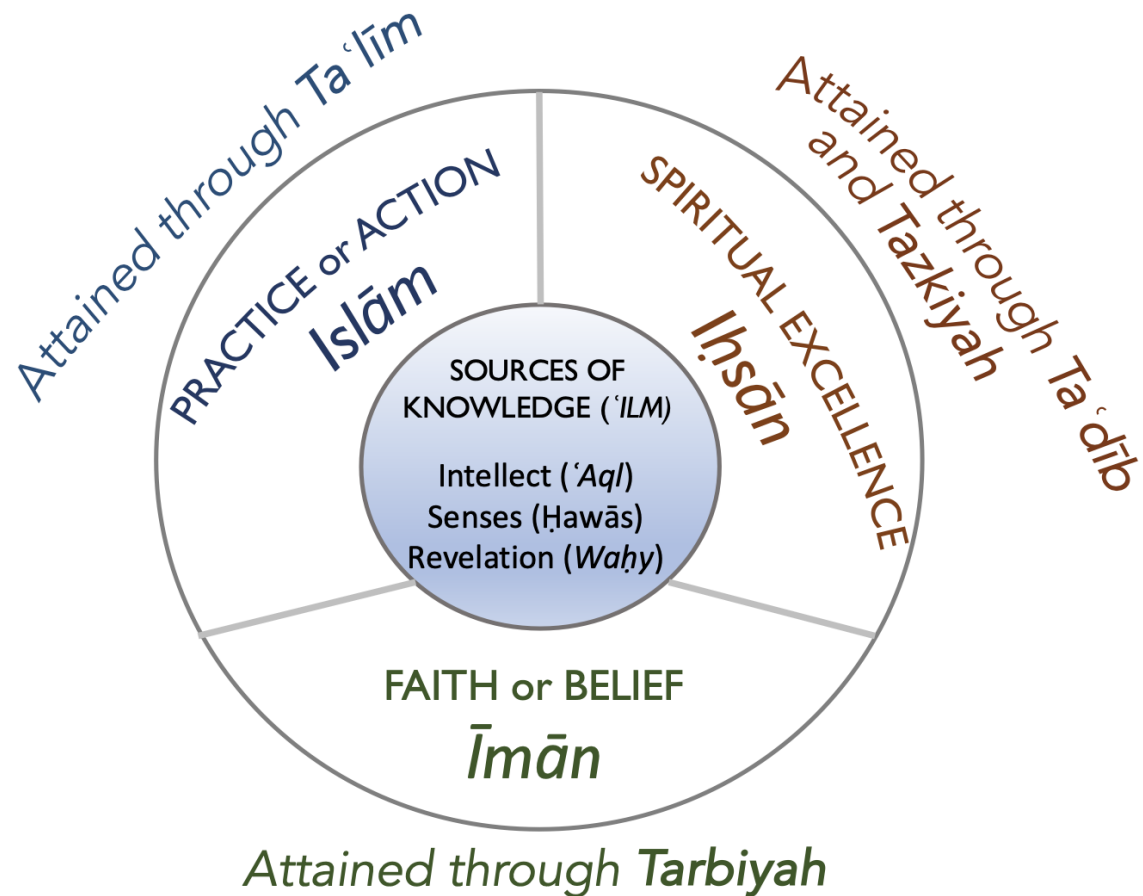 Attained through Taʿlīm
PRACTICE or ACTION
Islām
Attained through Taʿdīb
and Tazkiyah
SPIRITUAL EXCELLENCE
Iḥsān
SOURCES OF
KNOWLEDGE (ʿILM)
Intellect (ʿAql)
Senses (Ḥawās)
Revelation (Waḥy)
FAITH or BELIEF
Īmān
Attained through Tarbiyah